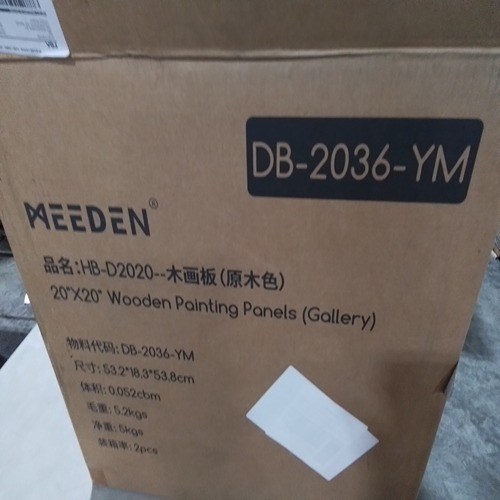 DB-2036-YM
MEEDEN®
品名:HB-D2020--木画板(原木色)
20"X20" Wooden Painting Panels (Gallery)
物料代码: DB-2036-YM
尺寸: 53.2*18.3*53.8cm
体积: 0.052cbm
毛重: 5.2kgs
净重: 5kgs
装箱率: 2pcs